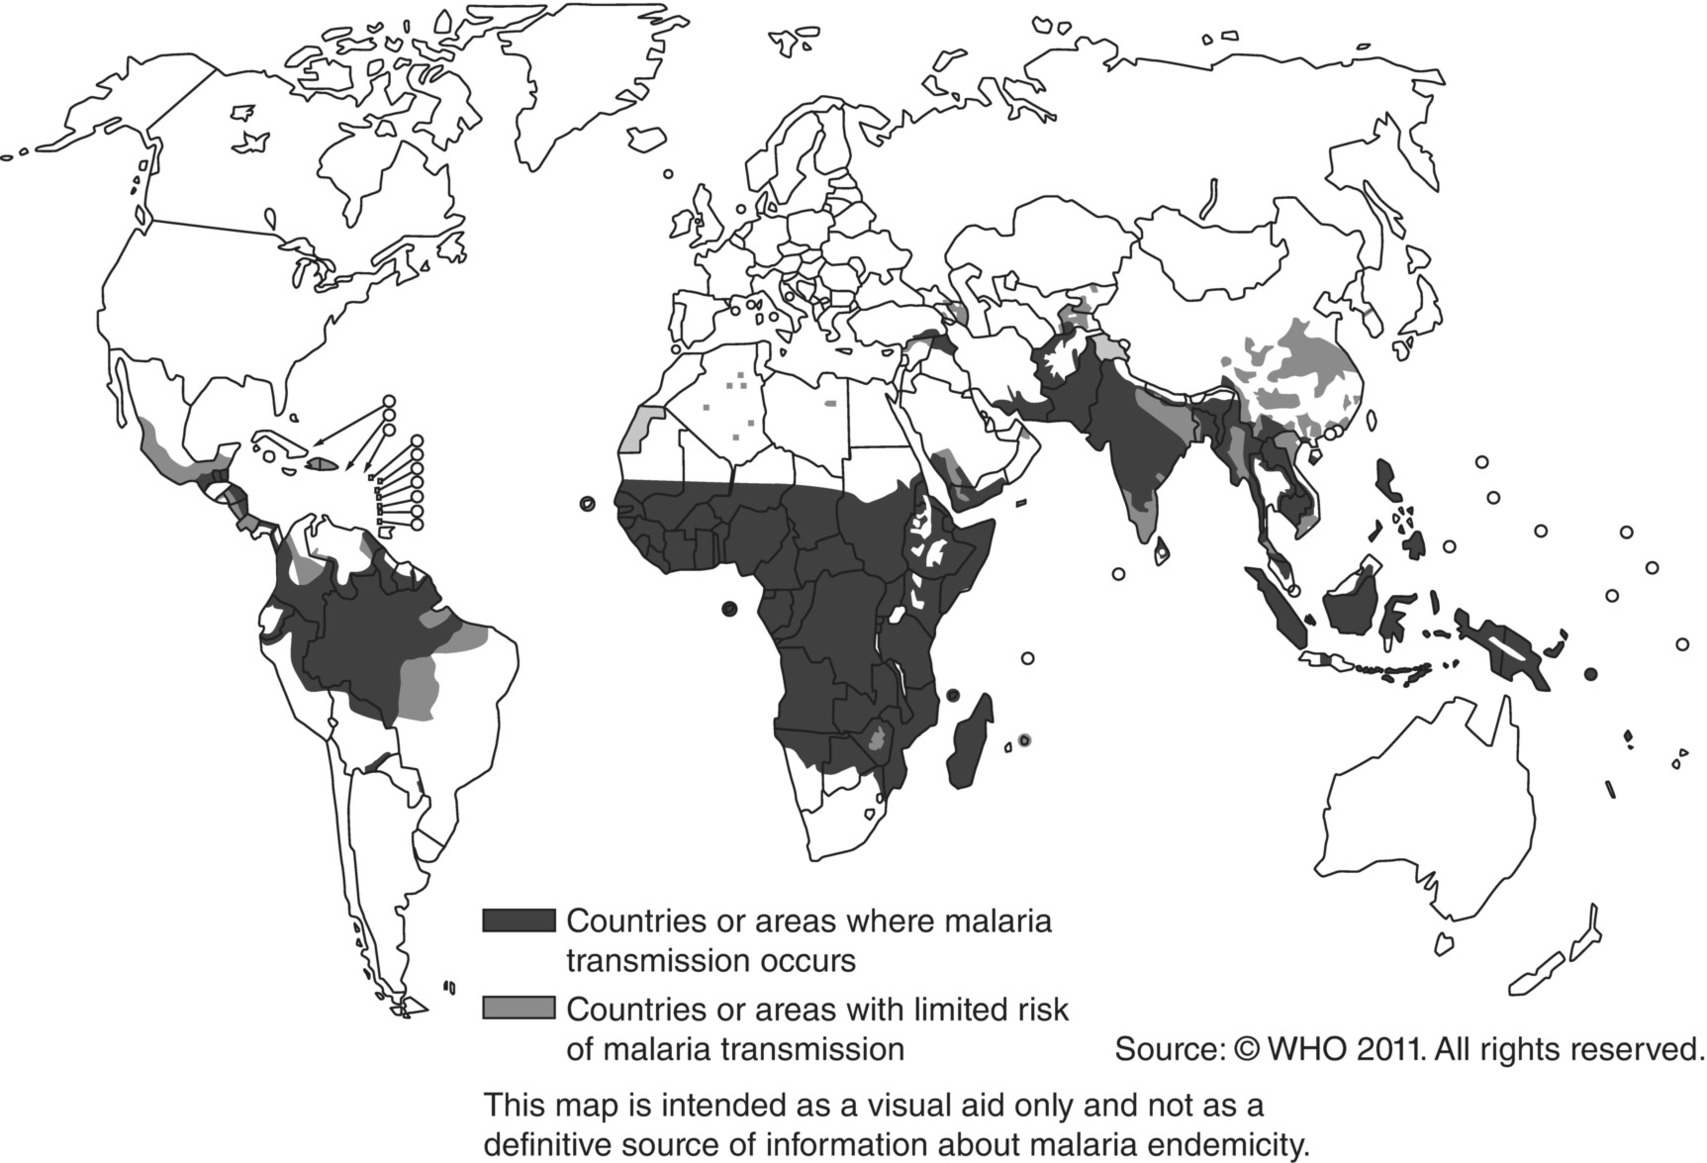 Countries or areas where malaria
transmission occurs
Countries or areas with limited risk
of malaria transmission
Source: © WHO 2011. All rights reserved.
This map is intended as a visual aid only and not as a
definitive source of information about malaria endemicity.